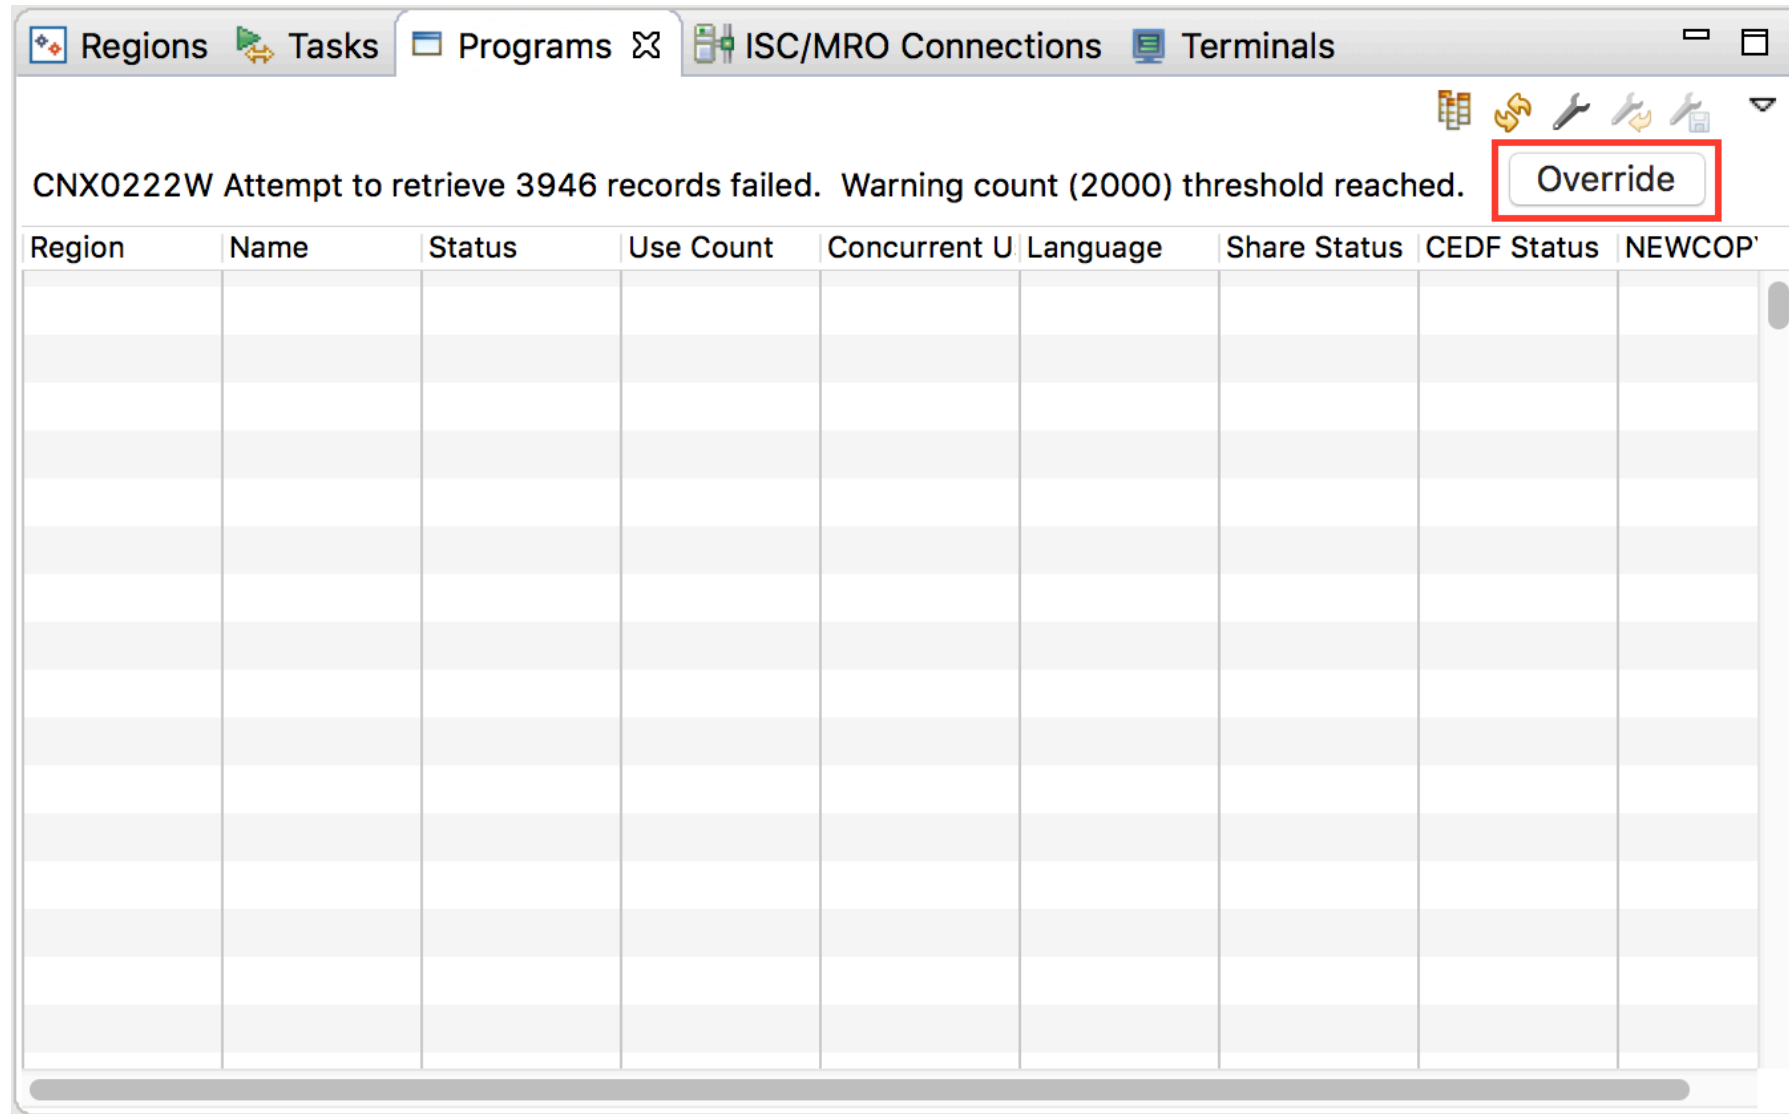 Regions Tasks Programs ISC/MRO Connections Terminals
CNX0222W Attempt to retrieve 3946 records failed. Warning count (2000) threshold reached. Override
Region Name Status Use Count Concurrent U Language Share Status CEDF Status NEWCOPY